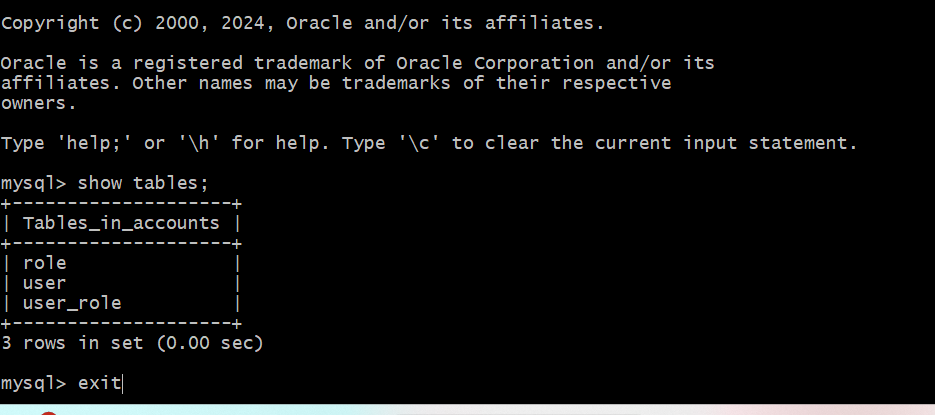 Copyright (c) 2000, 2024, Oracle and/or its affiliates.
Oracle is a registered trademark of Oracle Corporation and/or its
affiliates. Other names may be trademarks of their respective
owners.
Type 'help;' or '\h' for help. Type '\c' to clear the current input statement.
mysql> show tables;
+--------------------+
| Tables_in_accounts |
+--------------------+
| role               |
| user               |
| user_role          |
+--------------------+
3 rows in set (0.00 sec)
mysql> exit